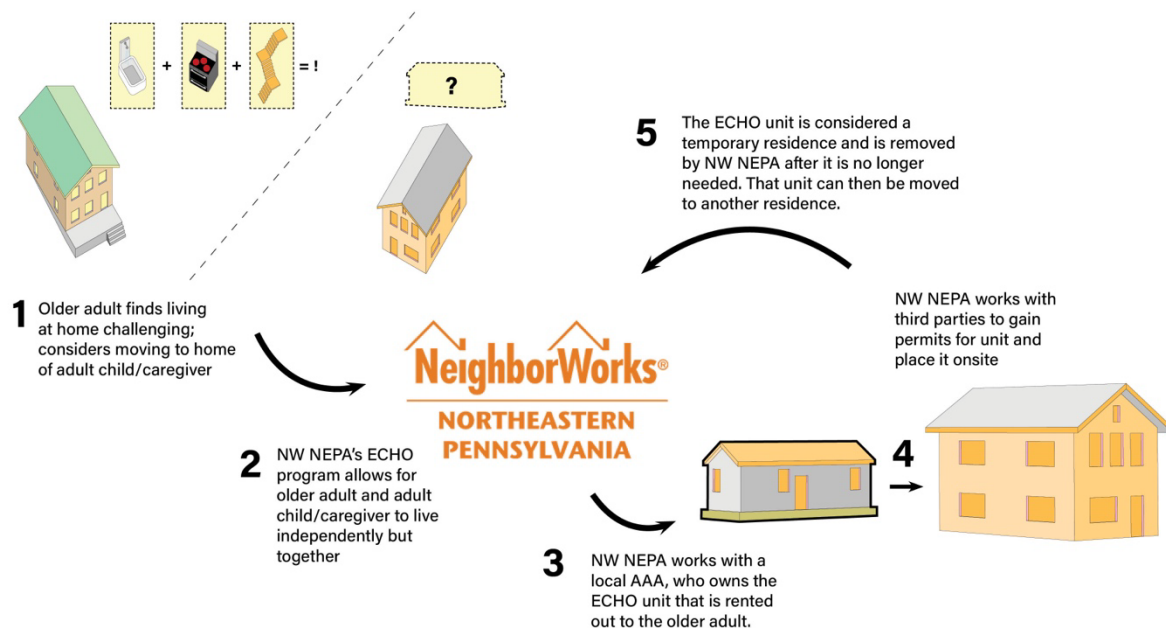 + + = !
?
1 Older adult finds living
at home challenging;
considers moving to home
of adult child/caregiver
NeighborWorks®
NORTHEASTERN
PENNSYLVANIA
2 NW NEPA's ECHO
program allows for
older adult and adult
child/caregiver to live
independently but
together
3 NW NEPA works with a
local AAA, who owns the
ECHO unit that is rented
out to the older adult.
4
NW NEPA works with
third parties to gain
permits for unit and
place it onsite
5 The ECHO unit is considered a
temporary residence and is removed
by NW NEPA after it is no longer
needed. That unit can then be moved
to another residence.